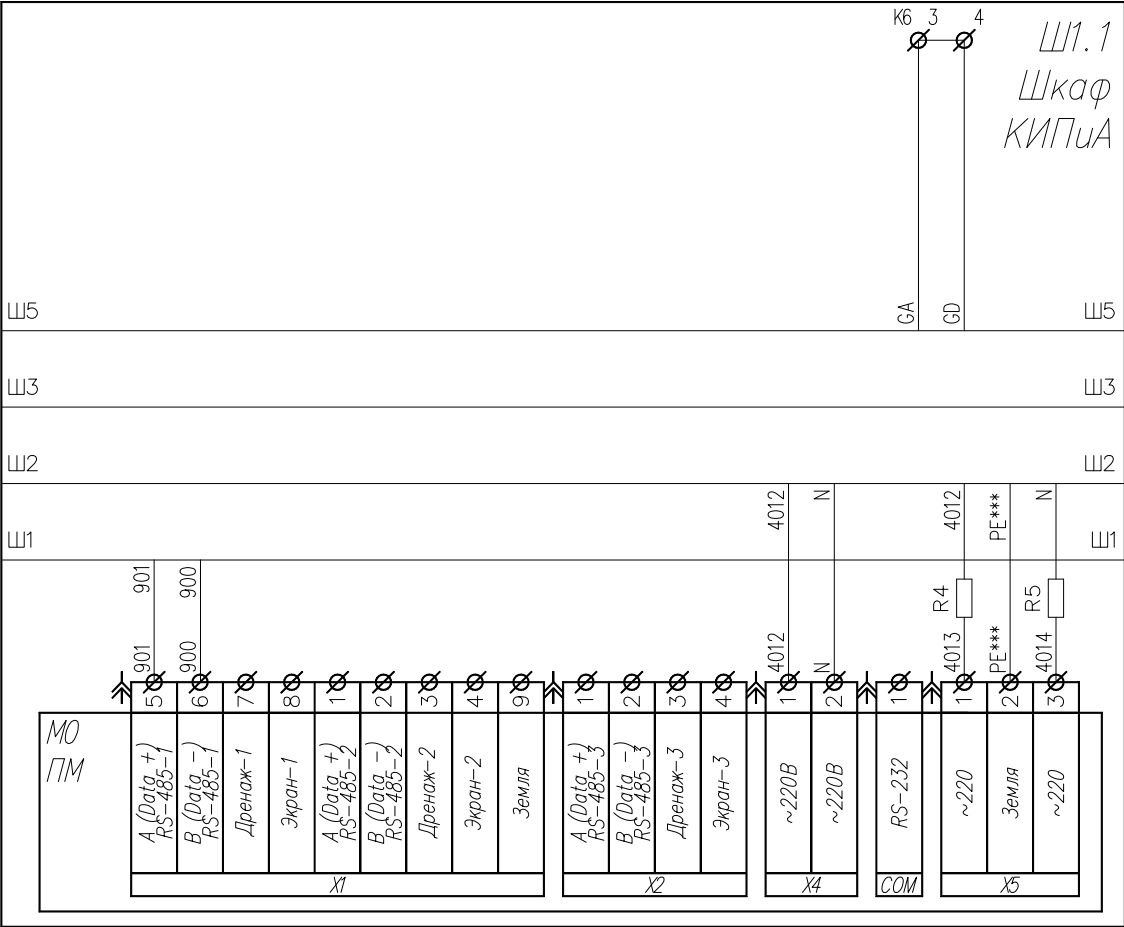 К6 3 4
Ш1.1
Шкаф
КИПиА
GA GD
Ш5 Ш5
Ш3 Ш3
Ш2 Ш2
4012 N 4012 PE*** N
Ш1 Ш1
901 900
R4 R5
901 900 4012 N 4013 PE*** 4014
5 6 7 8 1 2 3 4 9 1 2 3 4 1 2 1 1 2 3
МО
ПМ
A (Data +)
RS-485-1
B (Data -)
RS-485-1
Дренаж-1
Экран-1
A (Data +)
RS-485-2
B (Data -)
RS-485-2
Дренаж-2
Экран-2
Земля
A (Data +)
RS-485-3
B (Data -)
RS-485-3
Дренаж-3
Экран-3
~220В
~220В
RS-232
~220
Земля
~220
X1 X2 X4 COM X5